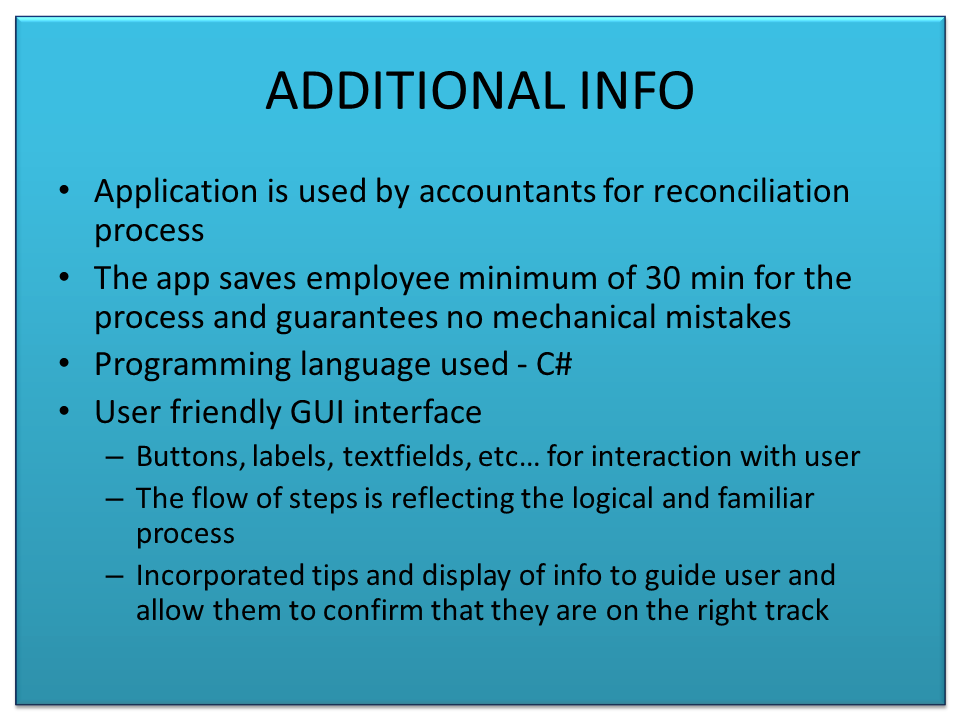 ADDITIONAL INFO
• Application is used by accountants for reconciliation
process
• The app saves employee minimum of 30 min for the
process and guarantees no mechanical mistakes
• Programming language used - C#
• User friendly GUI interface
– Buttons, labels, textfields, etc… for interaction with user
– The flow of steps is reflecting the logical and familiar
process
– Incorporated tips and display of info to guide user and
allow them to confirm that they are on the right track